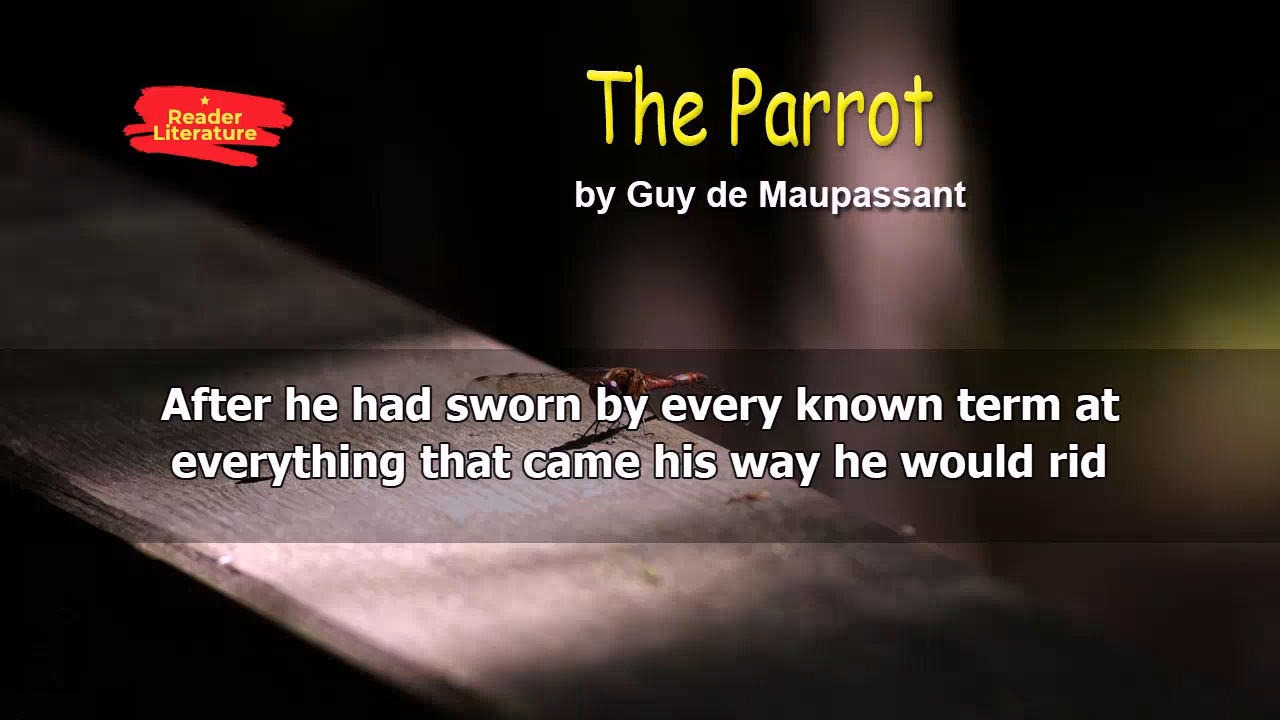 Reader
Literature
The Parrot
by Guy de Maupassant
After he had sworn by every known term at
everything that came his way he would rid